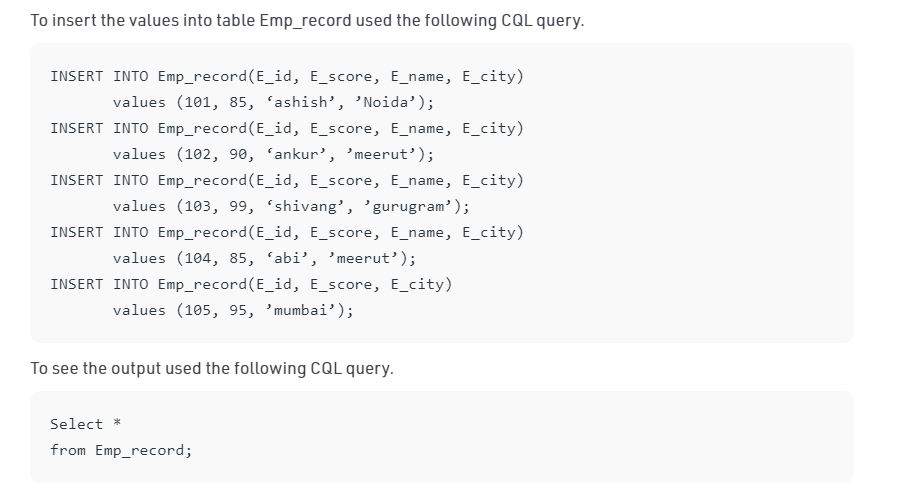 To insert the values into table Emp_record used the following CQL query.
INSERT INTO Emp_record(E_id, E_score, E_name, E_city)
values (101, 85, ‘ashish’, ’Noida’);
INSERT INTO Emp_record(E_id, E_score, E_name, E_city)
values (102, 90, ‘ankur’, ’meerut’);
INSERT INTO Emp_record(E_id, E_score, E_name, E_city)
values (103, 99, ‘shivang’, ’gurugram’);
INSERT INTO Emp_record(E_id, E_score, E_name, E_city)
values (104, 85, ‘abi’, ’meerut’);
INSERT INTO Emp_record(E_id, E_score, E_city)
values (105, 95, ’mumbai’);
To see the output used the following CQL query.
Select *
from Emp_record;